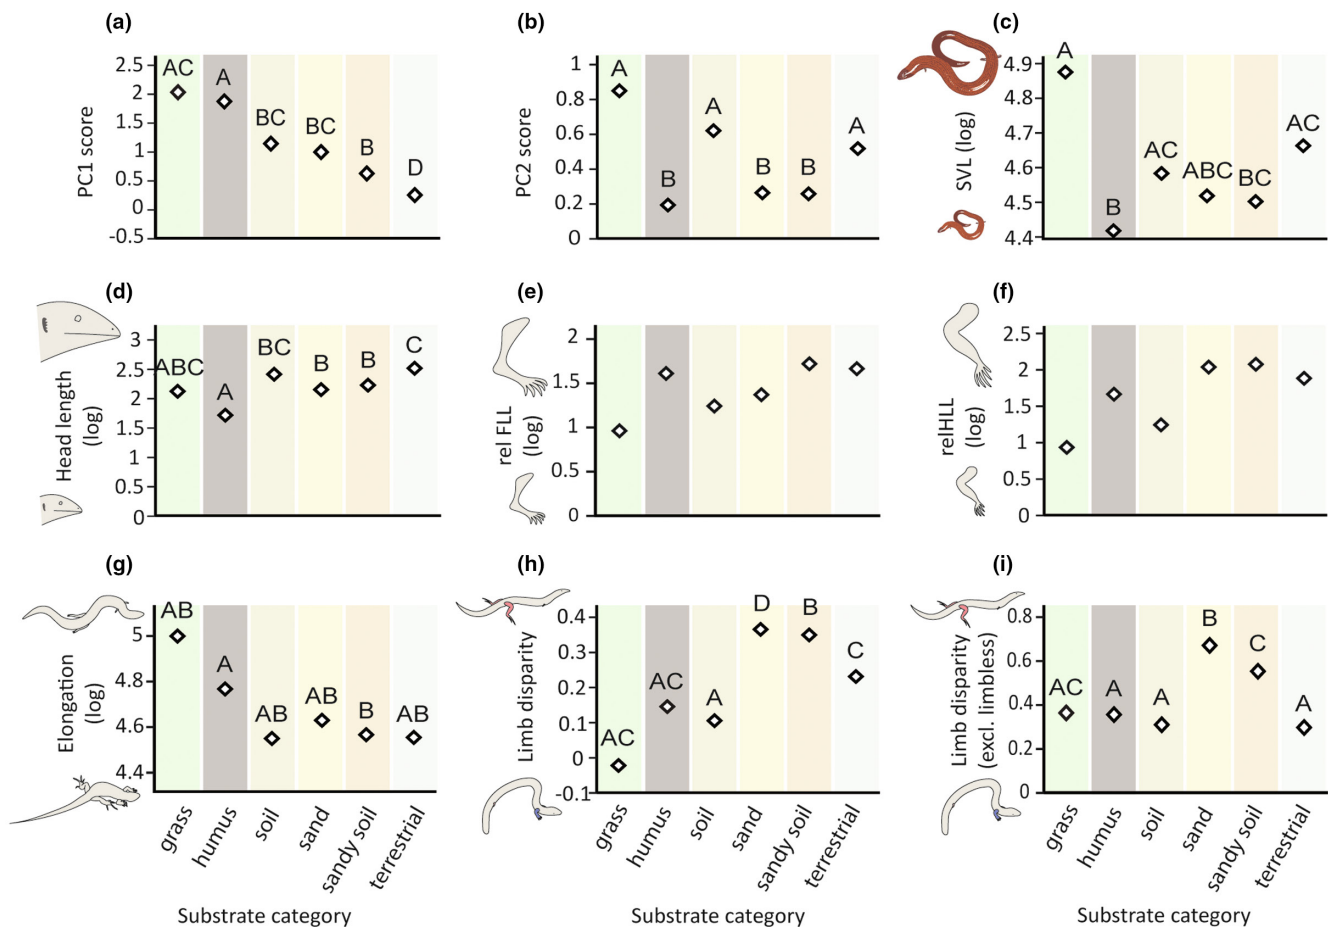 (a)
PC1 score
2.5
2
1.5
1
0.5
0
-0.5
AC
A
BC
BC
B
D
(b)
PC2 score
1
0.8
0.6
0.4
0.2
0
A
B
A
B
B
A
(c)
SVL (log)
4.9
4.8
4.7
4.6
4.5
4.4
A
B
AC
ABC
BC
AC
(d)
Head length
(log)
3
2.5
2
1.5
1
0.5
0
ABC
A
BC
B
B
C
(e)
rel FLL
(log)
2
1.5
1
0.5
0
(f)
relHLL
(log)
2.5
2
1.5
1
0.5
0
(g)
Elongation
(log)
5
4.8
4.6
4.4
AB
A
AB
AB
B
AB
grass
humus
soil
sand
sandy soil
terrestrial
Substrate category
(h)
Limb disparity
0.4
0.3
0.2
0.1
0
-0.1
AC
AC
A
D
B
C
grass
humus
soil
sand
sandy soil
terrestrial
Substrate category
(i)
Limb disparity
(excl. limbless)
0.8
0.6
0.4
0.2
0
AC
A
A
B
C
A
grass
humus
soil
sand
sandy soil
terrestrial
Substrate category